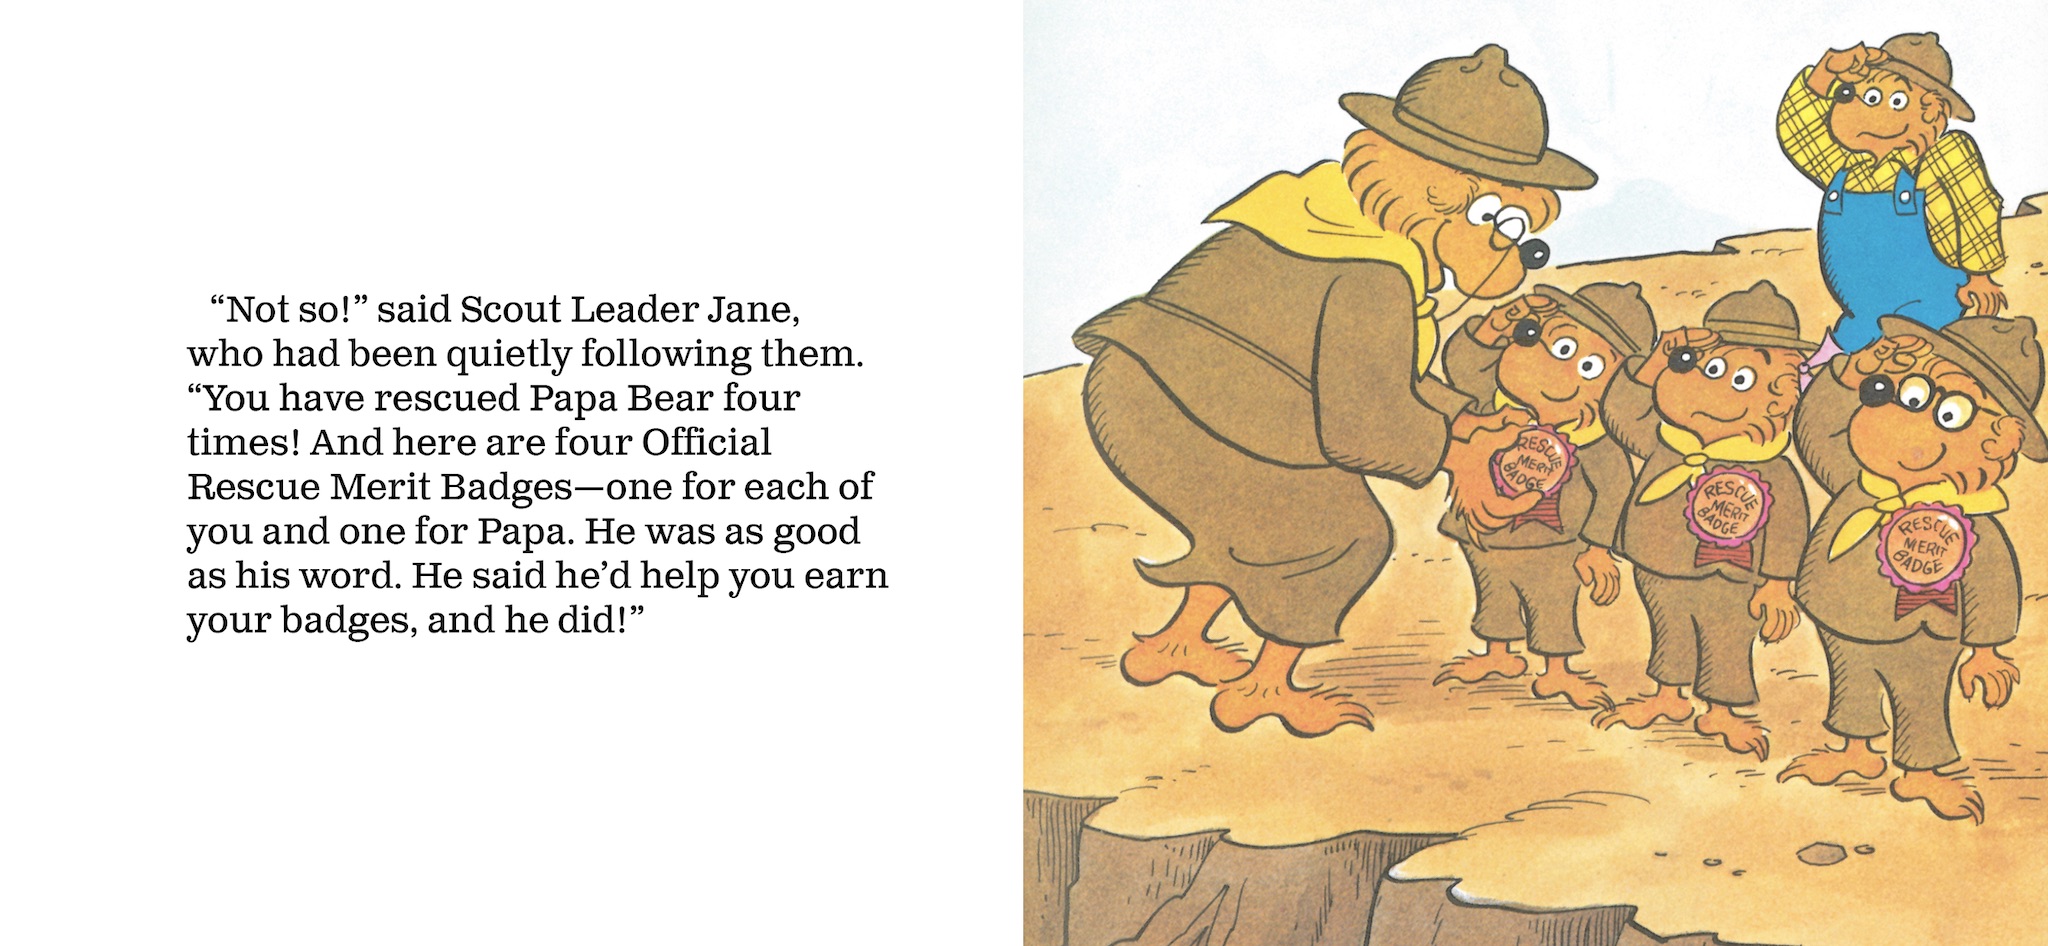 “Not so!” said Scout Leader Jane,
who had been quietly following them.
“You have rescued Papa Bear four
times! And here are four Official
Rescue Merit Badges—one for each of
you and one for Papa. He was as good
as his word. He said he’d help you earn
your badges, and he did!”
RESCUE
MERIT
BADGE
RESCUE
MERIT
BADGE
RESCUE
MERIT
BADGE